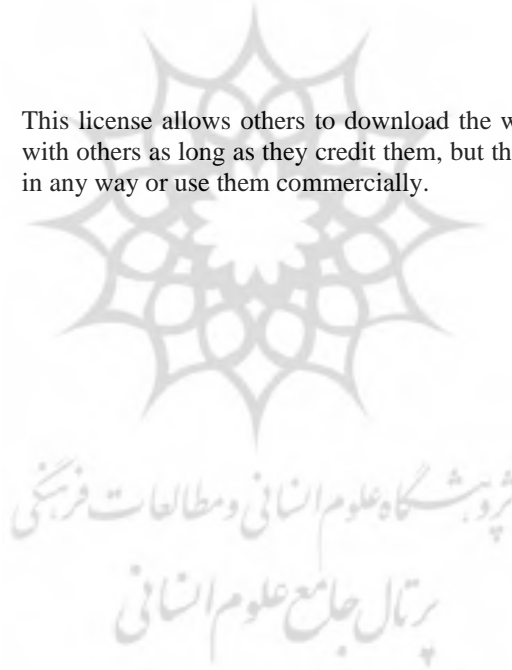 This license allows others to download the w
with others as long as they credit them, but th
in any way or use them commercially.
پژوهشگاه علوم انسانی و مطالعات فرهنگی
پرتال جامع علوم انسانی